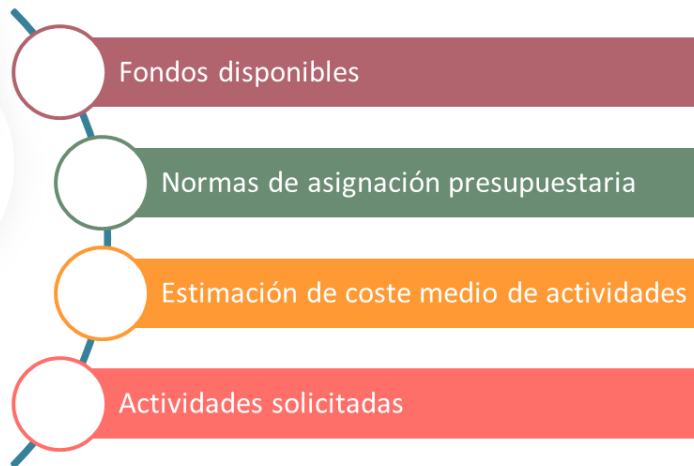 Fondos disponibles
Normas de asignación presupuestaria
Estimación de coste medio de actividades
Actividades solicitadas